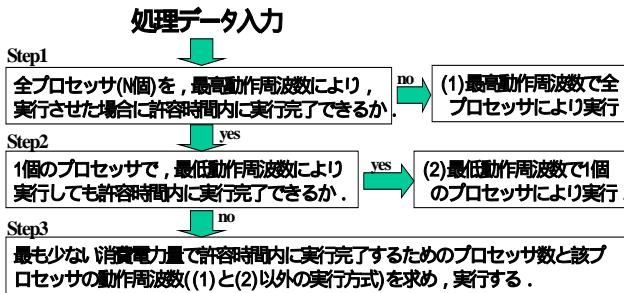 処理データ入力
Step1
全プロセッサ(N個)を，最高動作周波数により，
実行させた場合に許容時間内に実行完了できるか．
no
(1)最高動作周波数で全
プロセッサにより実行
Step2
yes
1個のプロセッサで，最低動作周波数により
実行しても許容時間内に実行完了できるか．
yes
(2)最低動作周波数で1個
のプロセッサにより実行．
Step3
no
最も少ない消費電力量で許容時間内に実行完了するためのプロセッサ数と該プ
ロセッサの動作周波数((1)と(2)以外の実行方式)を求め，実行する．